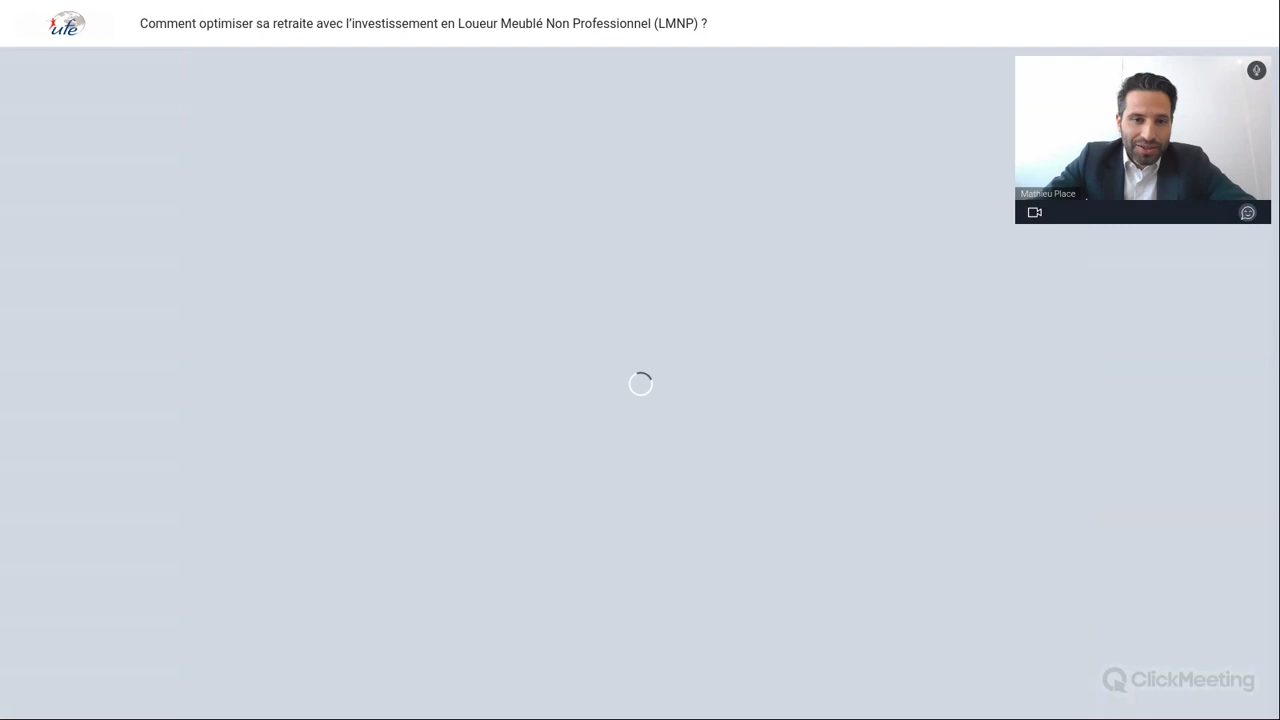 ufe
Comment optimiser sa retraite avec l’investissement en Loueur Meublé Non Professionnel (LMNP) ?
Mathieu Place
ClickMeeting